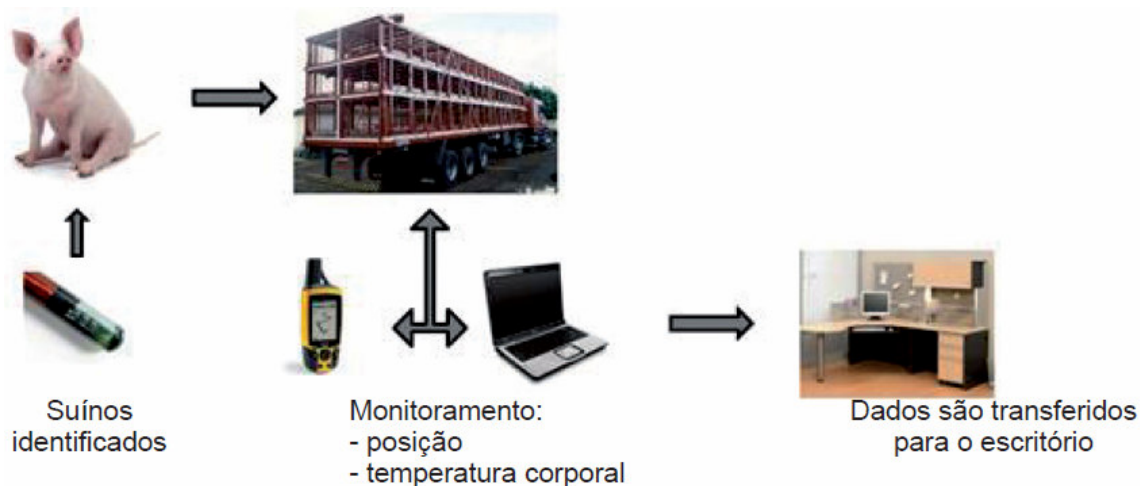 Suínos
identificados
Monitoramento:
- posição
- temperatura corporal
Dados são transferidos
para o escritório